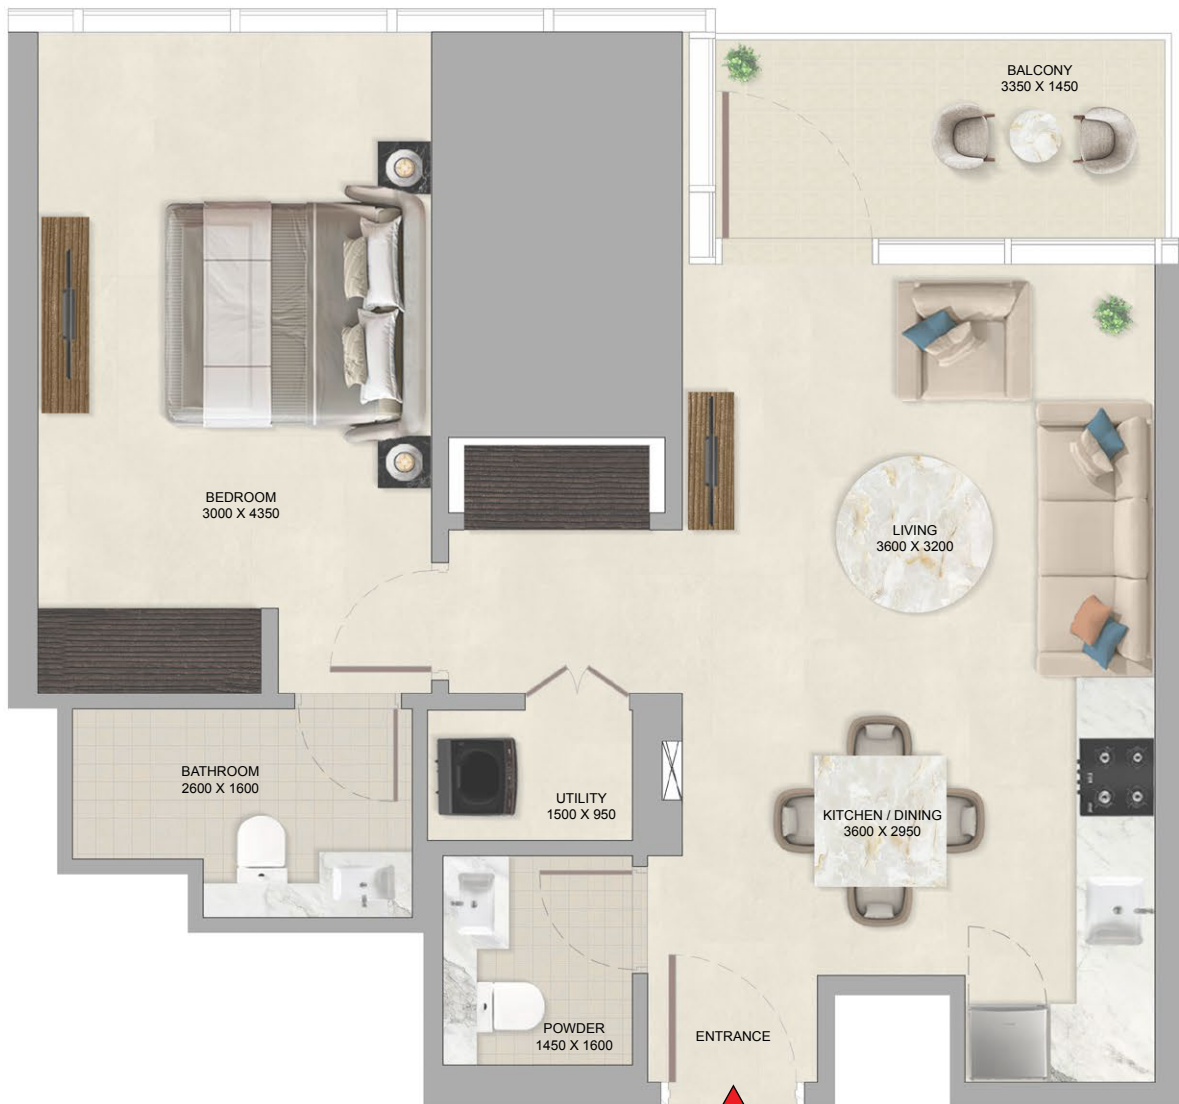 BALCONY
3350 X 1450
BEDROOM
3000 X 4350
LIVING
3600 X 3200
BATHROOM
2600 X 1600
UTILITY
1500 X 950
KITCHEN / DINING
3600 X 2950
POWDER
1450 X 1600
ENTRANCE